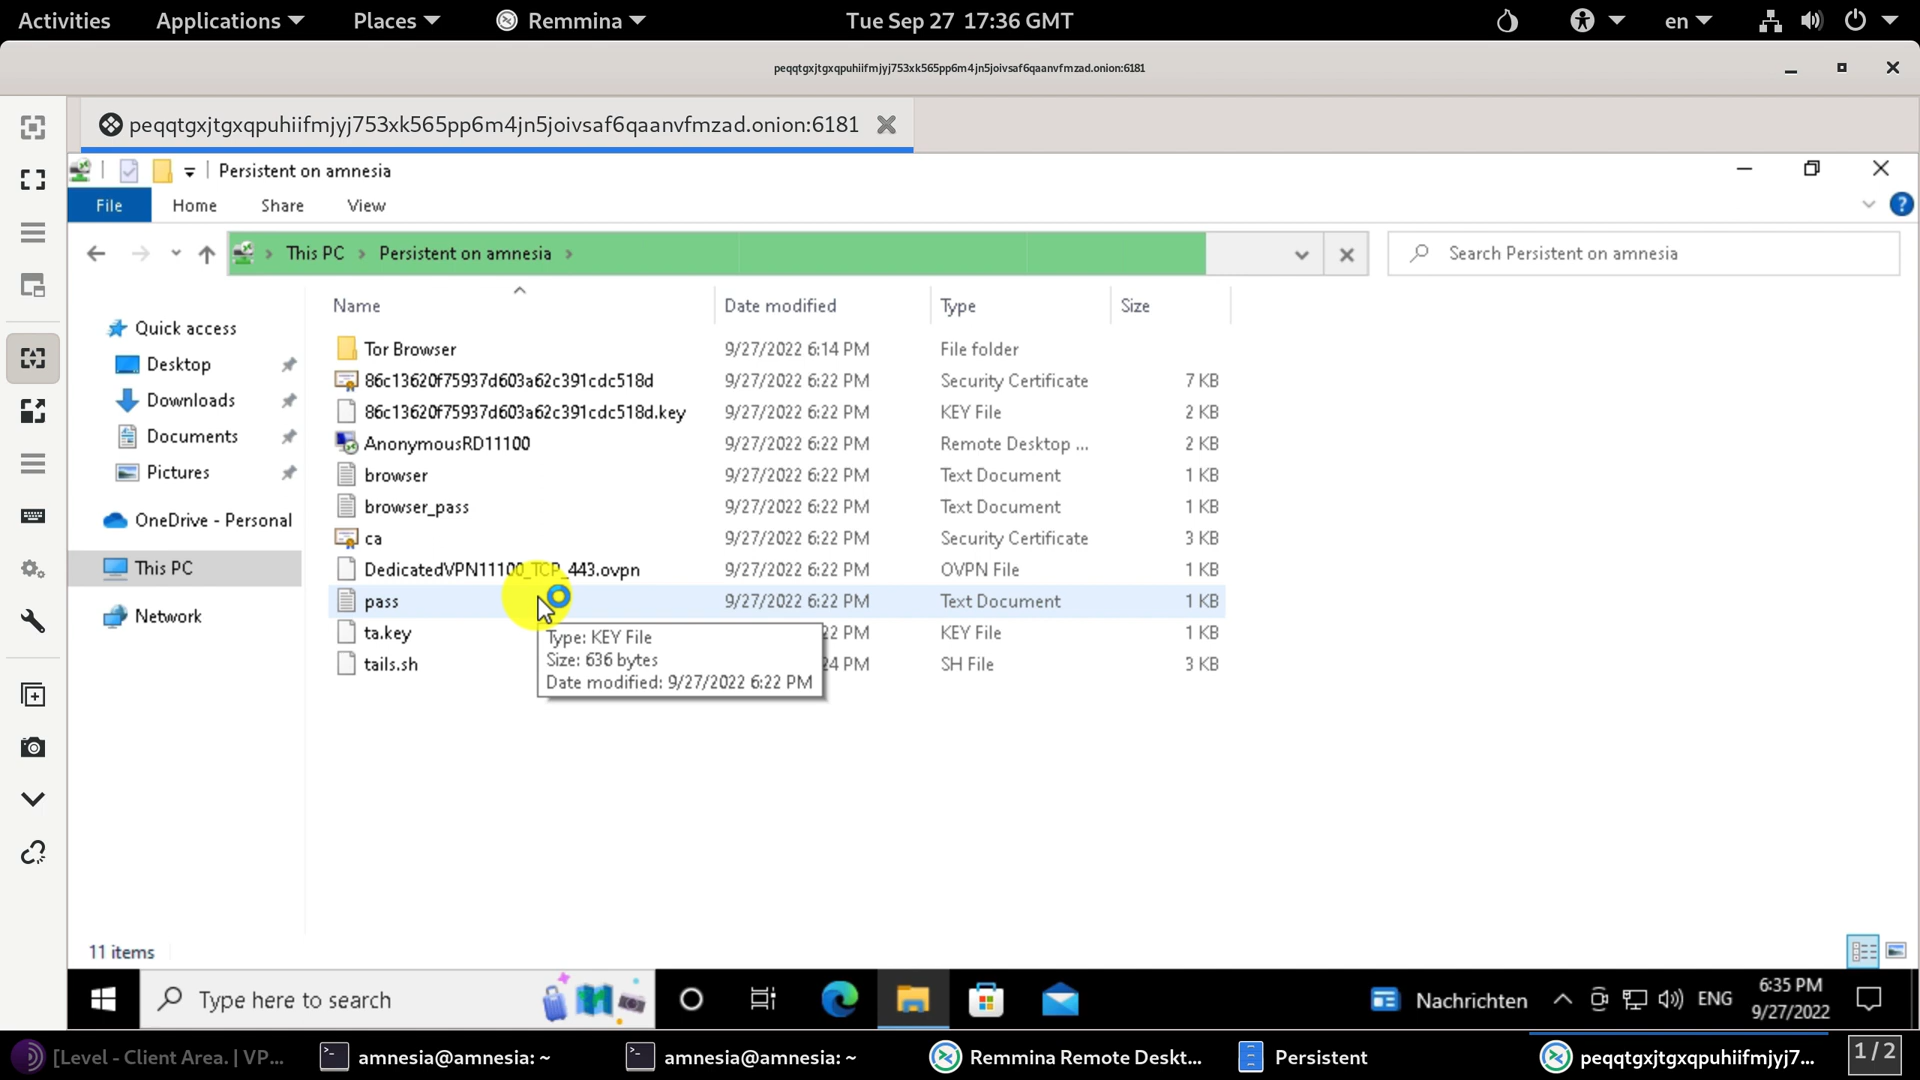 Activities Applications Places Remmina Tue Sep 27 17:36 GMT en
peqqtgxjtgxqpuhiifmjyj753xk565pp6m4jn5joivsaf6qaanvfmzad.onion:6181
peqqtgxjtgxqpuhiifmjyj753xk565pp6m4jn5joivsaf6qaanvfmzad.onion:6181
Persistent on amnesia
File Home Share View
This PC Persistent on amnesia Search Persistent on amnesia
Name Date modified Type Size
Quick access
Desktop
Downloads
Documents
Pictures
OneDrive - Personal
This PC
Network
Tor Browser 9/27/2022 6:14 PM File folder
86c13620f75937d603a62c391cdc518d 9/27/2022 6:22 PM Security Certificate 7 KB
86c13620f75937d603a62c391cdc518d.key 9/27/2022 6:22 PM KEY File 2 KB
AnonymousRD11100 9/27/2022 6:22 PM Remote Desktop ... 2 KB
browser 9/27/2022 6:22 PM Text Document 1 KB
browser_pass 9/27/2022 6:22 PM Text Document 1 KB
ca 9/27/2022 6:22 PM Security Certificate 3 KB
DedicatedVPN11100_TCP_443.ovpn 9/27/2022 6:22 PM OVPN File 1 KB
pass 9/27/2022 6:22 PM Text Document 1 KB
ta.key 22 PM KEY File 1 KB
tails.sh 24 PM SH File 3 KB
Type: KEY File
Size: 636 bytes
Date modified: 9/27/2022 6:22 PM
11 items
Type here to search Nachrichten ENG 6:35 PM
9/27/2022
[Level - Client Area. | VP... amnesia@amnesia: ~ amnesia@amnesia: ~ Remmina Remote Deskt... Persistent peqqtgxjtgxqpuhiifmjyj7... 1 / 2